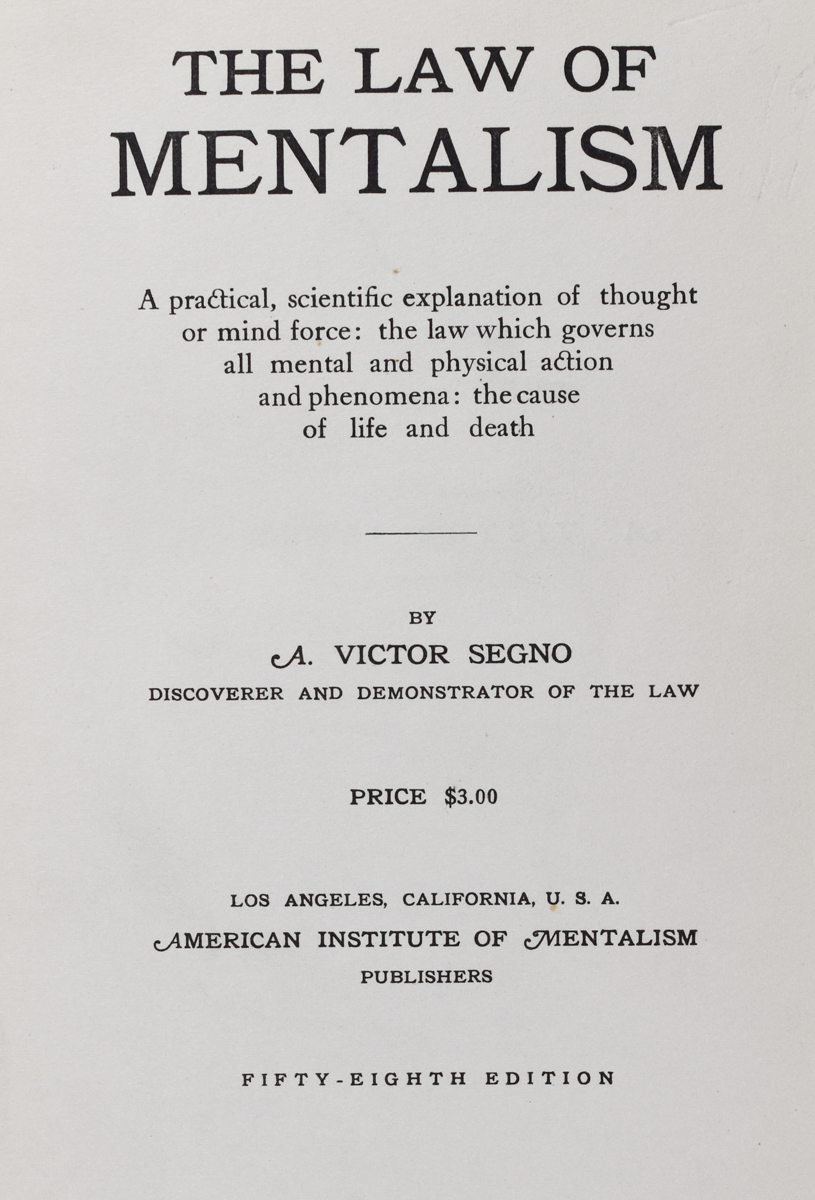 THE LAW OF
MENTALISM
A practical, scientific explanation of thought
or mind force: the law which governs
all mental and physical action
and phenomena: the cause
of life and death
BY
A. VICTOR SEGNO
DISCOVERER AND DEMONSTRATOR OF THE LAW
PRICE $3.00
LOS ANGELES, CALIFORNIA, U. S. A.
AMERICAN INSTITUTE OF MENTALISM
PUBLISHERS
FIFTY-EIGHTH EDITION